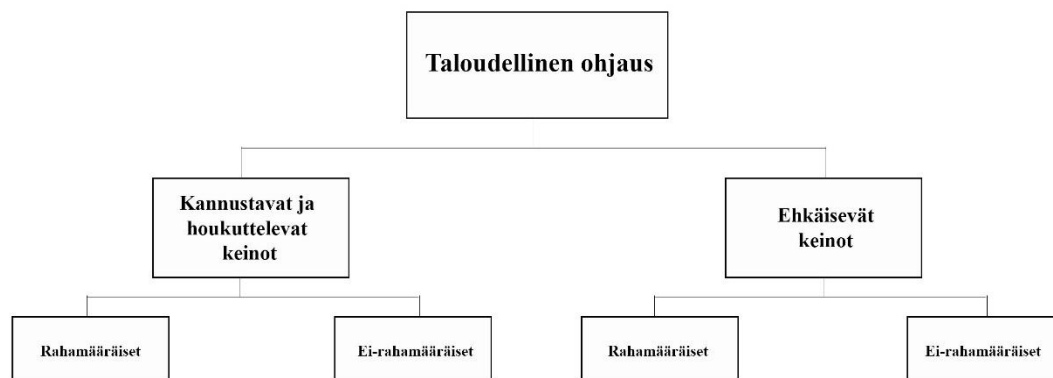 Taloudellinen ohjaus
Kannustavat ja
houkuttelevat
keinot
Ehkäisevät
keinot
Rahamääräiset
Ei-rahamääräiset
Rahamääräiset
Ei-rahamääräiset